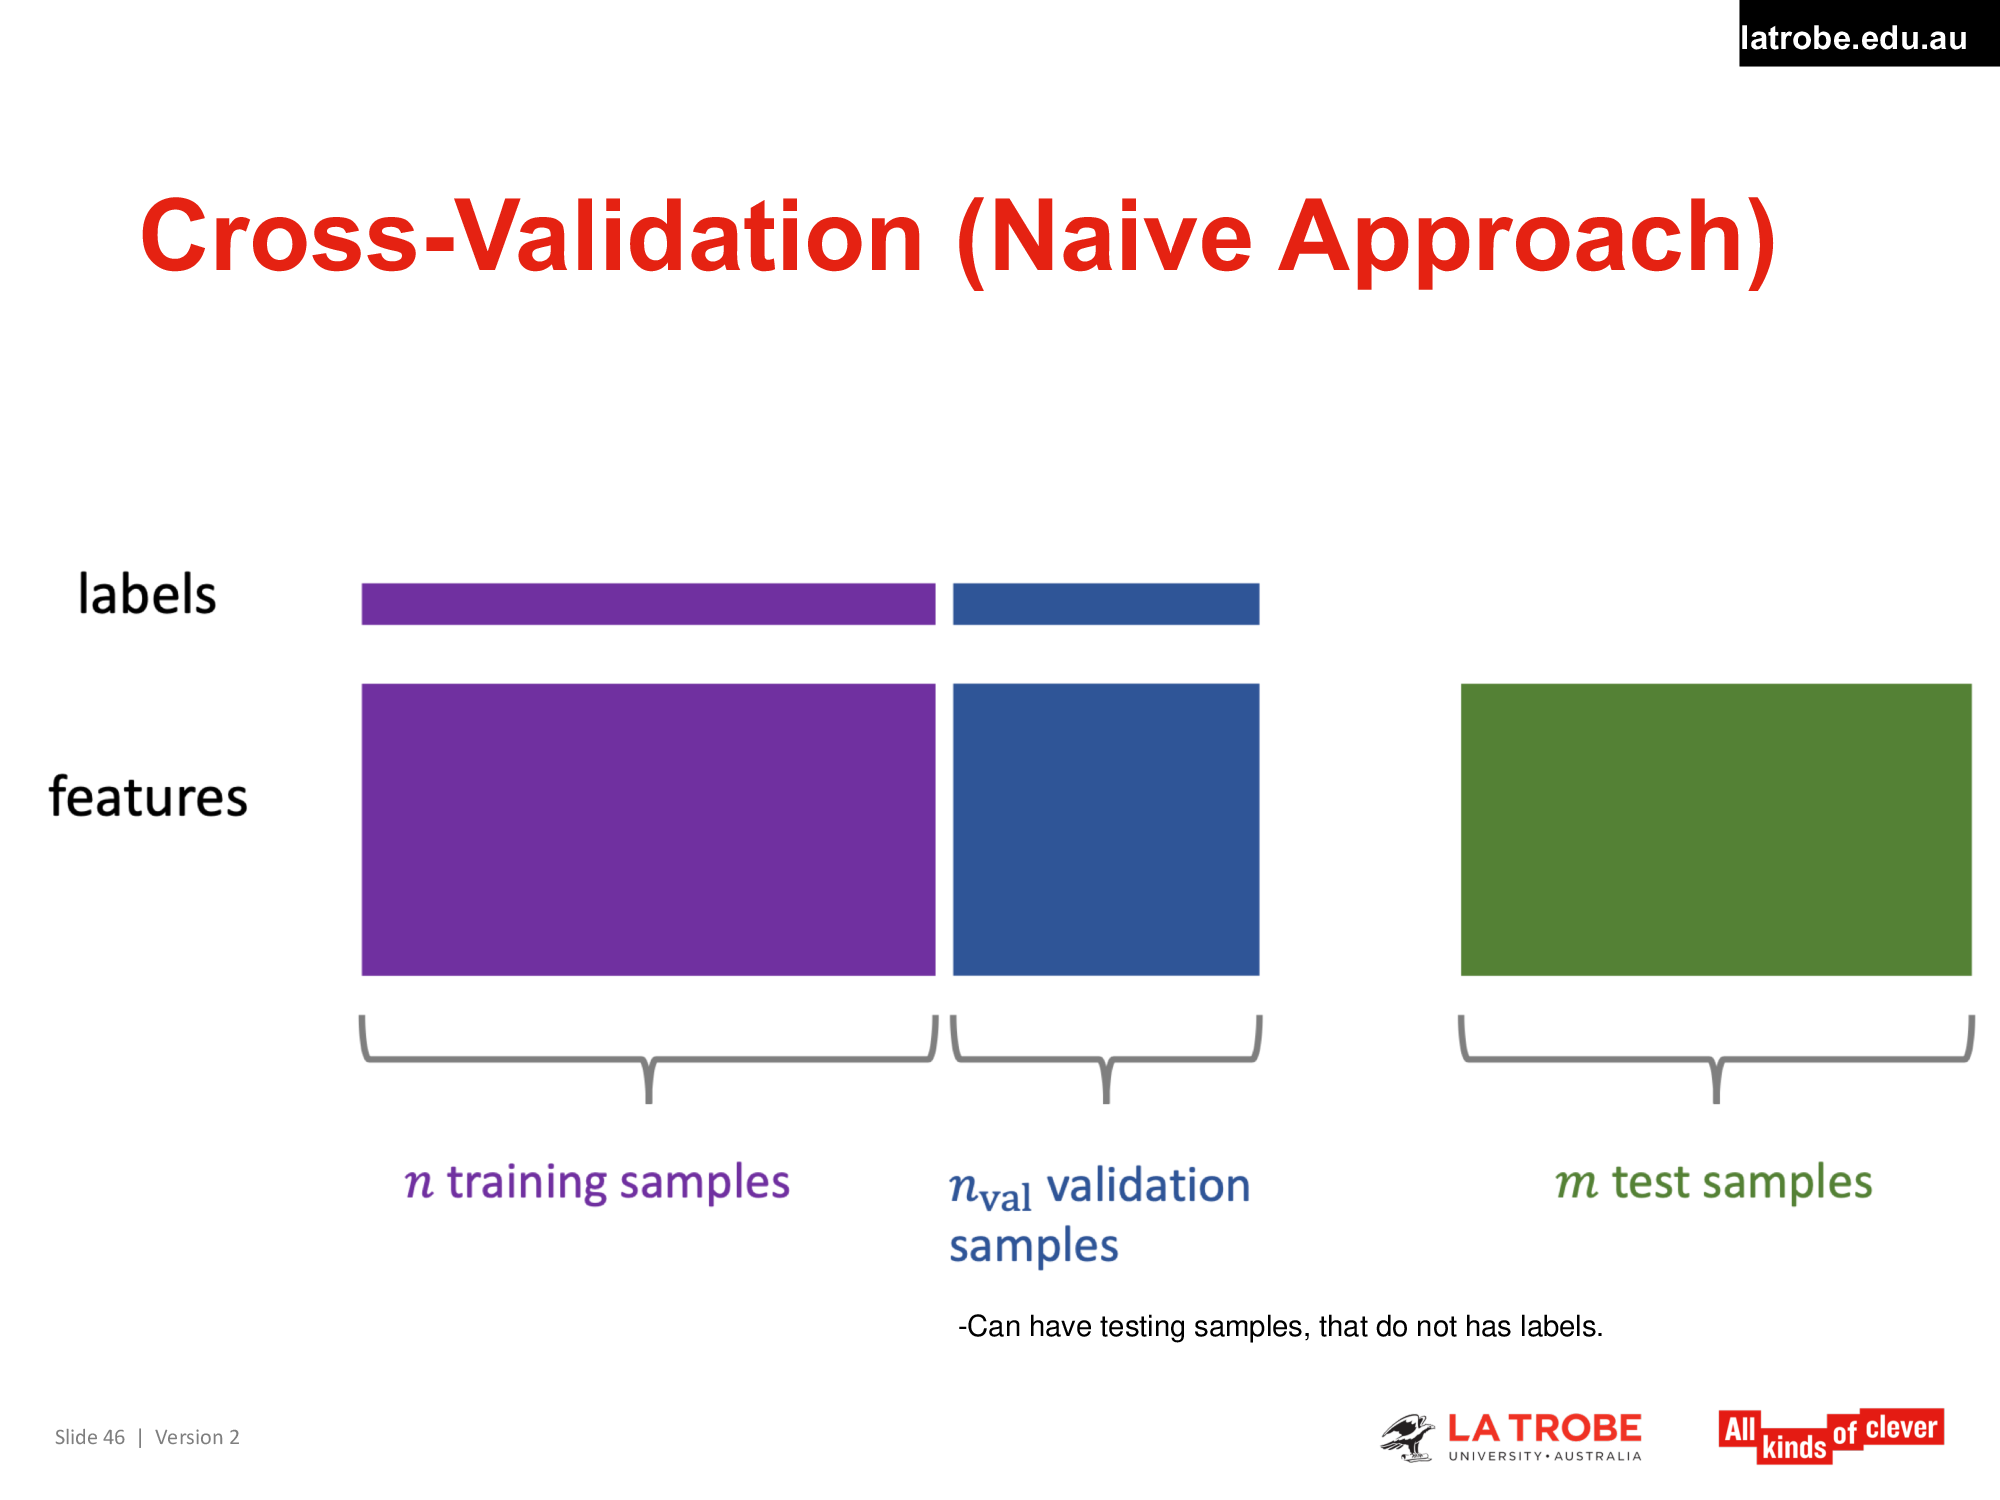 latrobe.edu.au
Cross-Validation (Naive Approach)
labels
features
n training samples
n_val validation
samples
m test samples
-Can have testing samples, that do not has labels.
Slide 46 | Version 2
LA TROBE
UNIVERSITY • AUSTRALIA
All kinds of clever